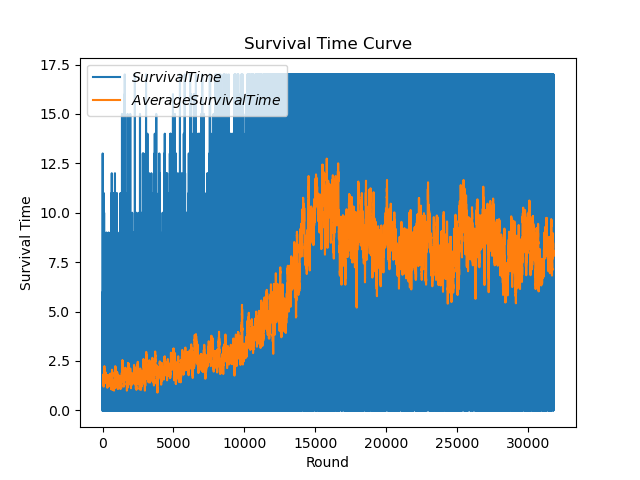 Survival Time Curve
17.5
15.0
12.5
10.0
7.5
5.0
2.5
0.0
Survival Time
SurvivalTime
AverageSurvivalTime
0 5000 10000 15000 20000 25000 30000
Round